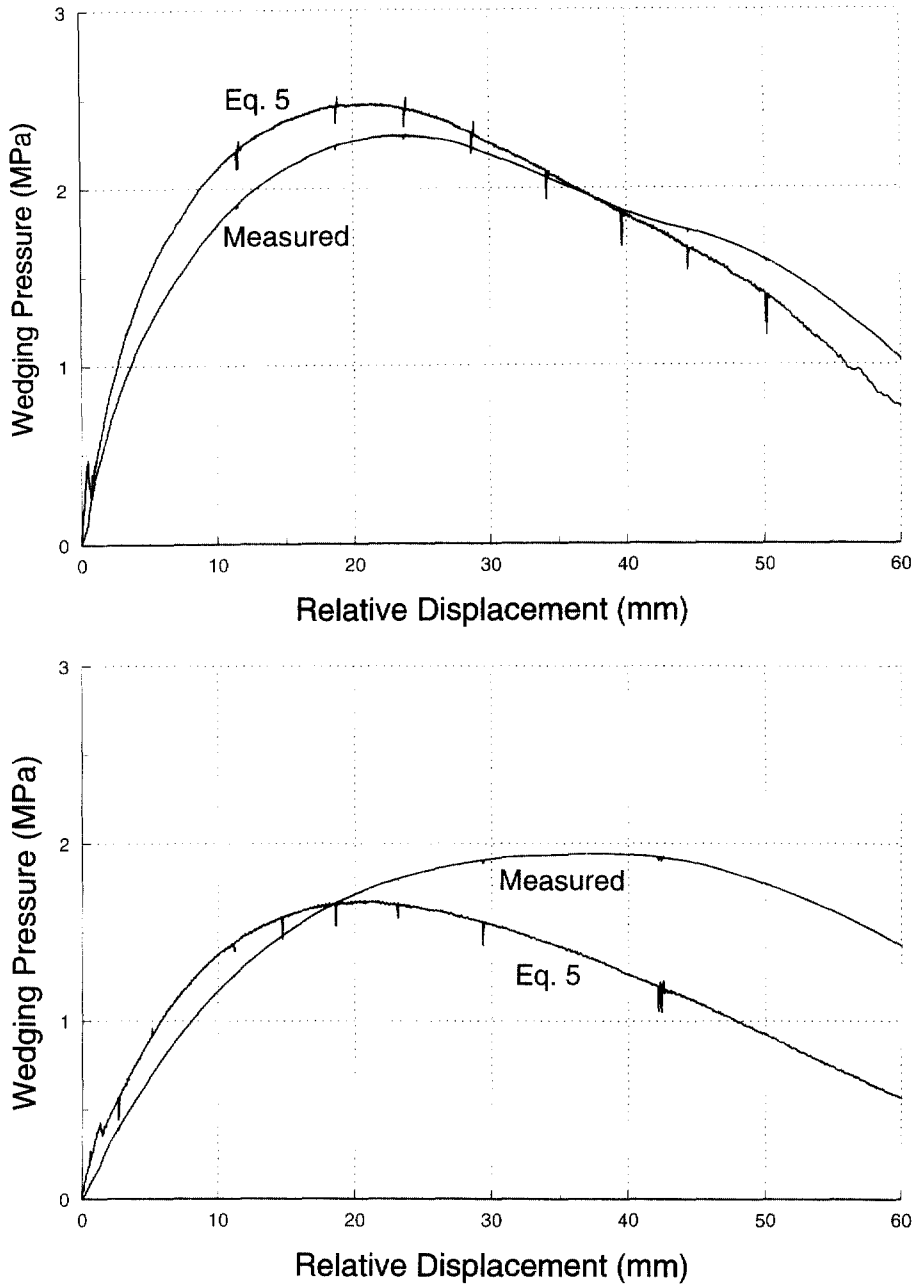 3
2
1
0
Wedging Pressure (MPa)
Eq. 5
Measured
0 10 20 30 40 50 60
Relative Displacement (mm)
3
2
1
0
Wedging Pressure (MPa)
Measured
Eq. 5
0 10 20 30 40 50 60
Relative Displacement (mm)